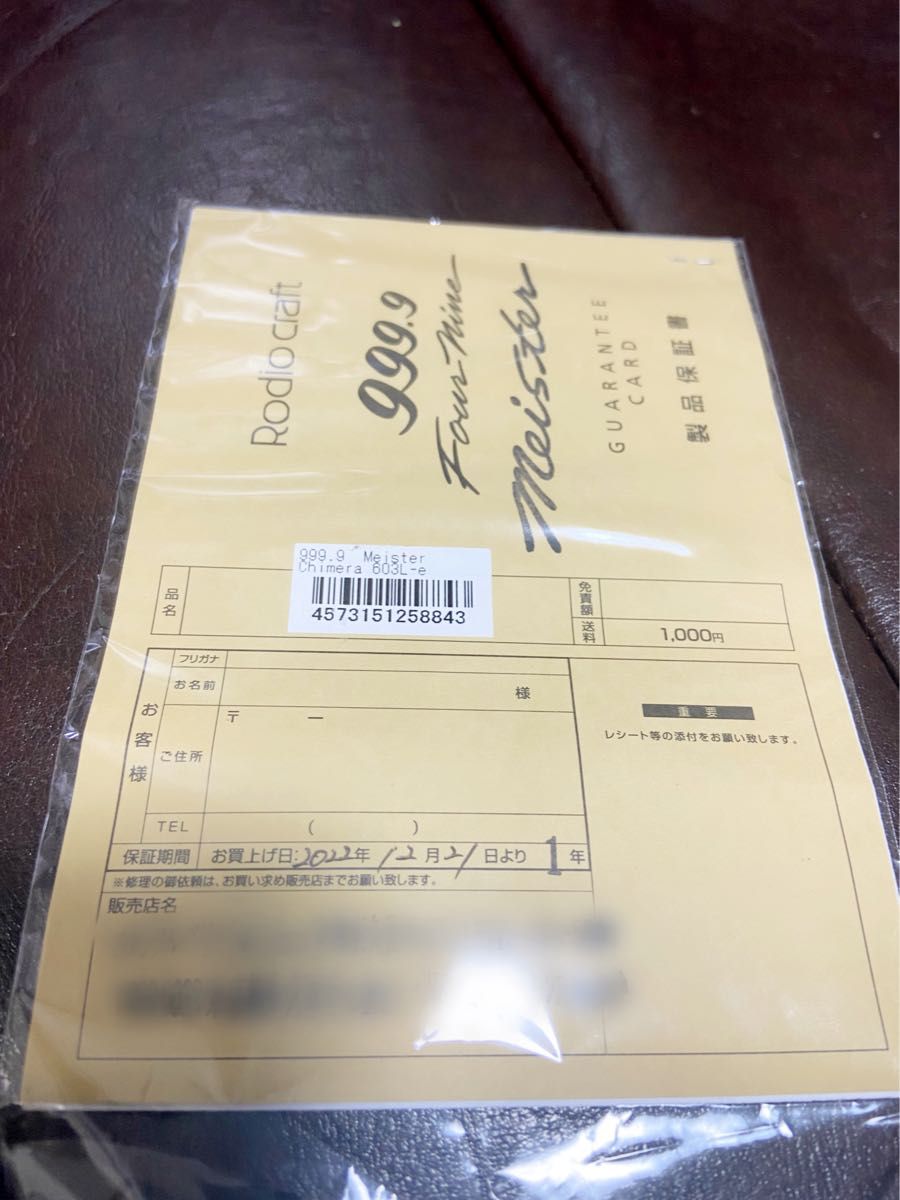 Rodiocraft
999.9
Four-Nine
Meister
GUARANTEE
CARD
製品保証書
品名
999.9 Meister
Chimera 603L-e
4573151258843
免責額
送料
1,000円
お客様
フリガナ
お名前
様
ご住所
〒 ー
TEL
( )
保証期間
お買上げ日:2022年12月21日より1年
※修理の御依頼は、お買い求め販売店までお願い致します。
販売店名
重要
レシート等の添付をお願い致します。